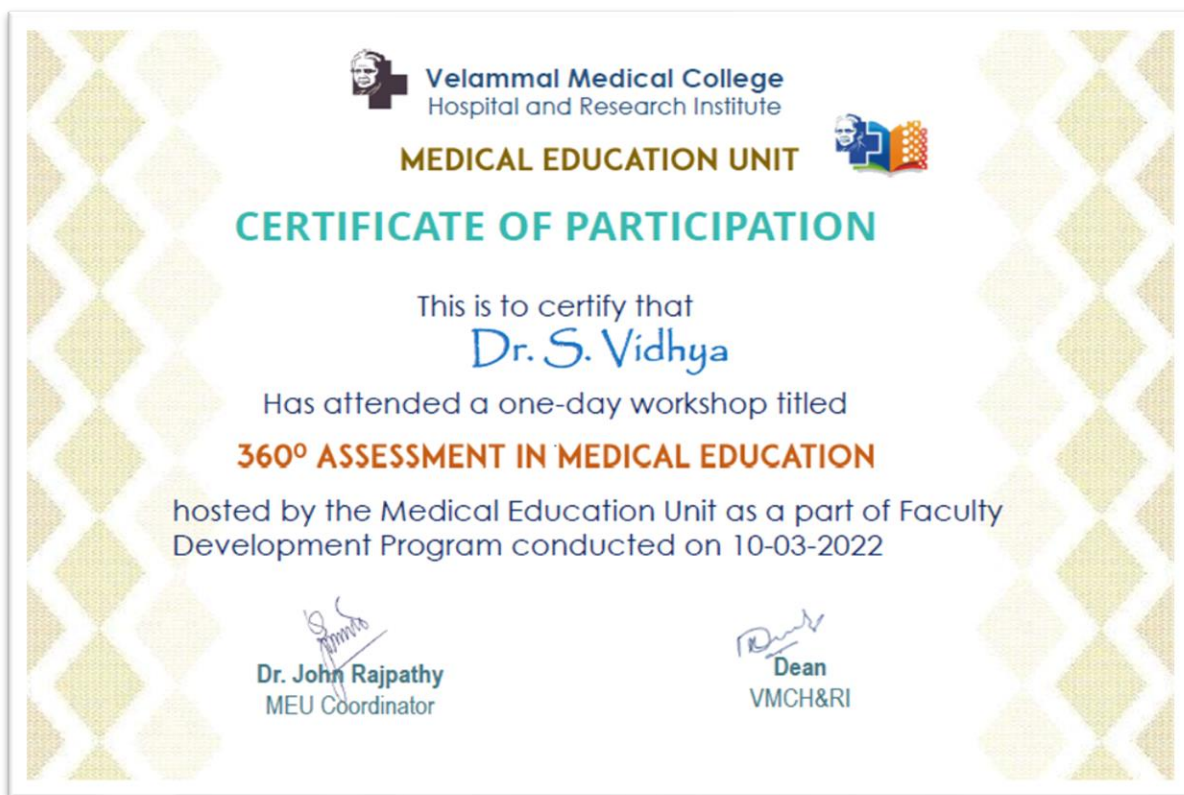 Velammal Medical College
Hospital and Research Institute
MEDICAL EDUCATION UNIT
CERTIFICATE OF PARTICIPATION
This is to certify that
Dr. S. Vidhya
Has attended a one-day workshop titled
360º ASSESSMENT IN MEDICAL EDUCATION
hosted by the Medical Education Unit as a part of Faculty
Development Program conducted on 10-03-2022
Dr. John Rajpathy
MEU Coordinator
Dean
VMCH&RI